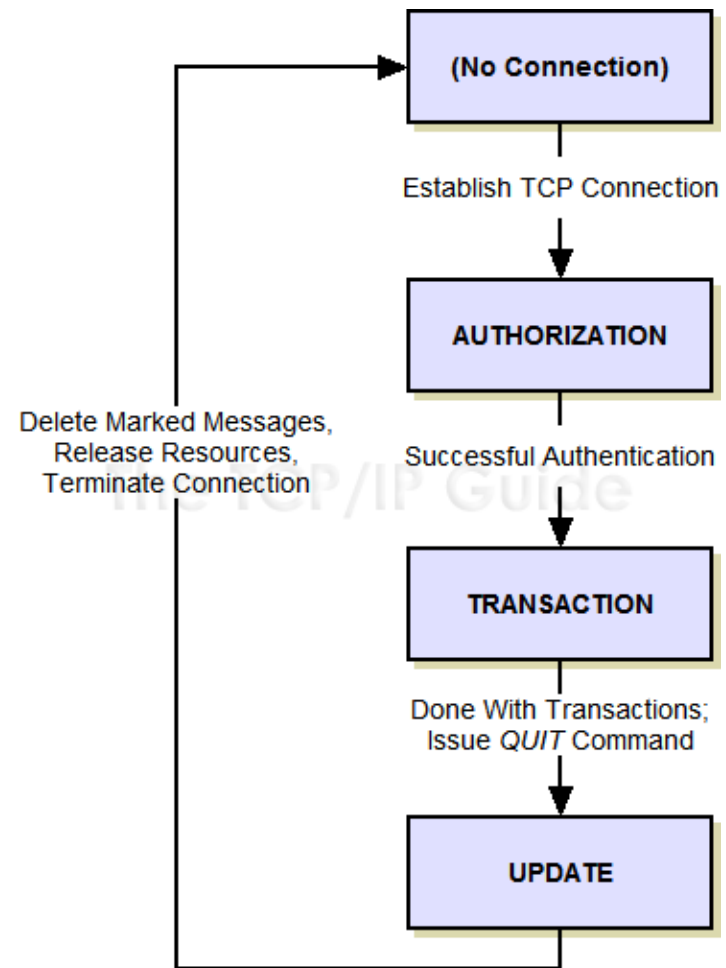 (No Connection)
Establish TCP Connection
AUTHORIZATION
Delete Marked Messages,
Release Resources,
Terminate Connection
Successful Authentication
The TCP/IP Guide
TRANSACTION
Done With Transactions;
Issue QUIT Command
UPDATE